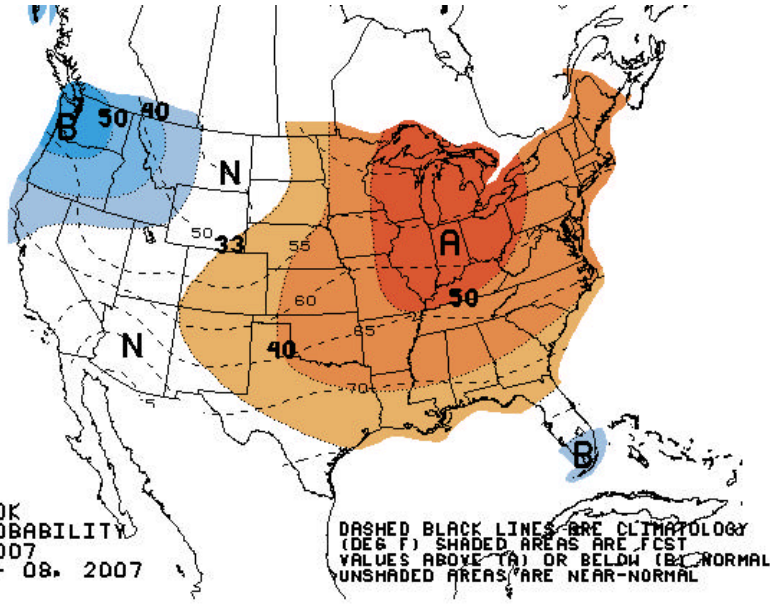 B 50 40
N
50 33 55
A
60 50
65
N 40
70
B
OK
OBABILITY
007
08, 2007
DASHED BLACK LINES ARE CLIMATOLOGY
(DEG F) SHADED AREAS ARE FCST
VALUES ABOVE (A) OR BELOW (B) NORMAL
UNSHADED AREAS ARE NEAR-NORMAL